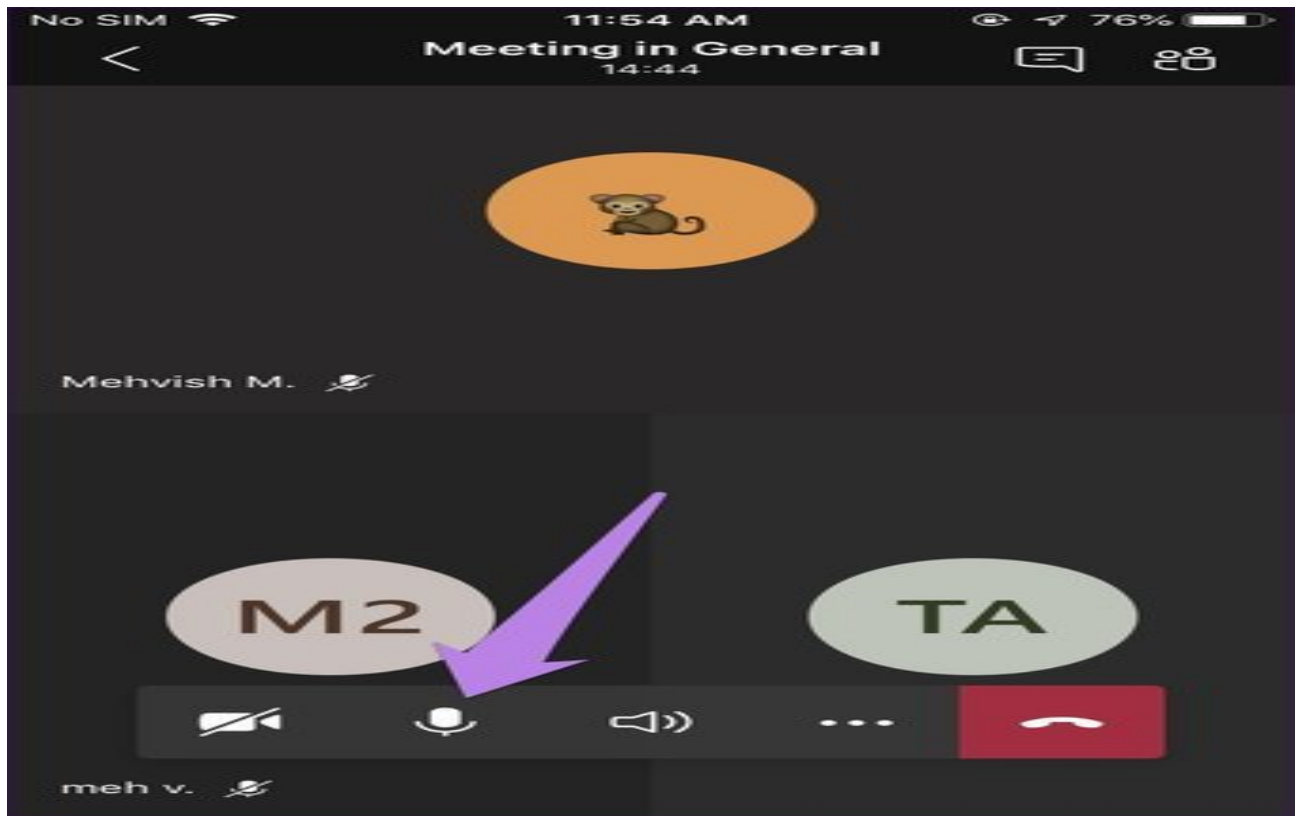 No SIM 11:54 AM 76%
Meeting in General
14:44
Mehvish M.
M2 TA
meh v.